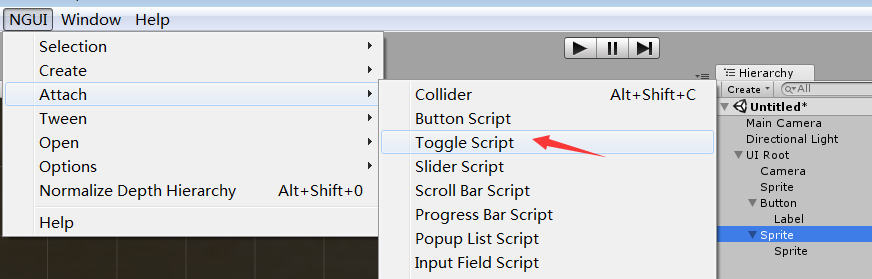 NGUI Window Help
Selection
Create
Attach
Tween
Open
Options
Normalize Depth Hierarchy Alt+Shift+0
Help
Collider Alt+Shift+C
Button Script
Toggle Script
Slider Script
Scroll Bar Script
Progress Bar Script
Popup List Script
Input Field Script
Hierarchy
Create All
Untitled*
Main Camera
Directional Light
UI Root
Camera
Sprite
Button
Label
Sprite
Sprite